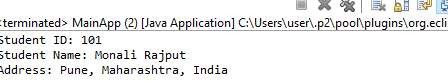 <terminated> MainApp (2) [Java Application] C:\Users\user\.p2\pool\plugins\org.ecli
Student ID: 101
Student Name: Monali Rajput
Address: Pune, Maharashtra, India